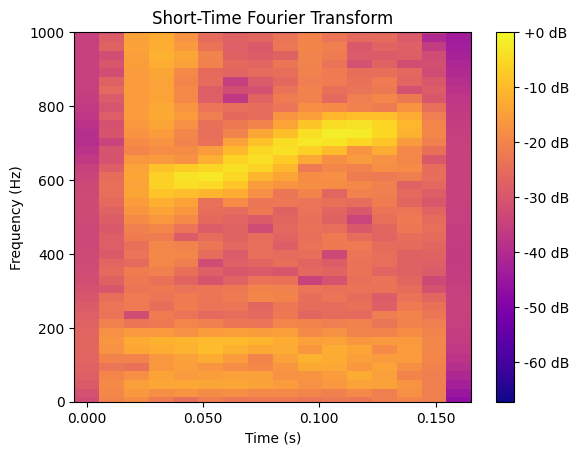 Short-Time Fourier Transform
1000
800
600
400
200
0
Frequency (Hz)
0.000
0.050
0.100
0.150
Time (s)
+0 dB
-10 dB
-20 dB
-30 dB
-40 dB
-50 dB
-60 dB